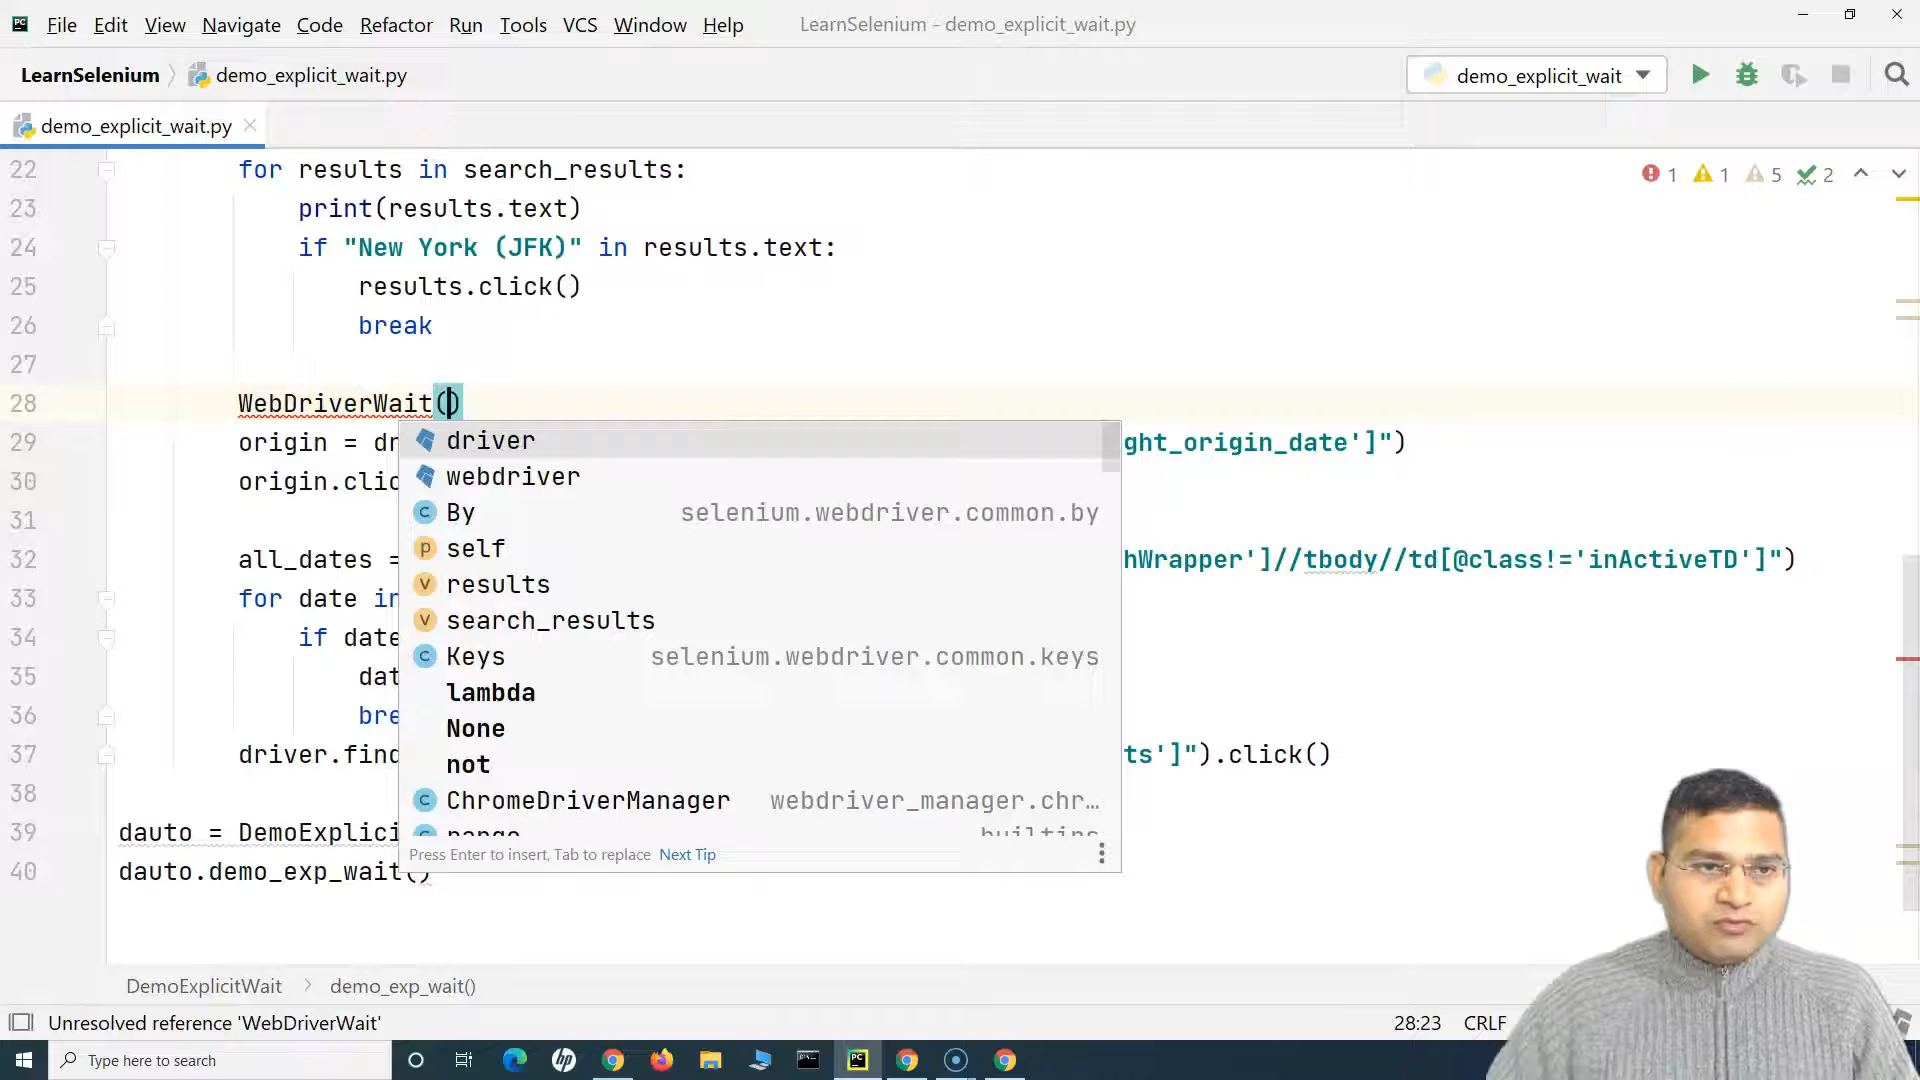 File Edit View Navigate Code Refactor Run Tools VCS Window Help LearnSelenium - demo_explicit_wait.py
LearnSelenium demo_explicit_wait.py demo_explicit_wait
demo_explicit_wait.py
22 for results in search_results: 1 1 5 2
23 print(results.text)
24 if "New York (JFK)" in results.text:
25 results.click()
26 break
27
28 WebDriverWait()
29 origin = dr ght_origin_date']")
30 origin.clic
31
32 all_dates = hWrapper']//tbody//td[@class!='inActiveTD']")
33 for date in
34 if date
35 dat
36 bre
37 driver.find ts']").click()
38
39 dauto = DemoExplici
40 dauto.demo_exp_wait()
driver
webdriver
By selenium.webdriver.common.by
self
results
search_results
Keys selenium.webdriver.common.keys
lambda
None
not
ChromeDriverManager webdriver_manager.chr…
Press Enter to insert, Tab to replace Next Tip
DemoExplicitWait demo_exp_wait()
Unresolved reference 'WebDriverWait' 28:23 CRLF
Type here to search